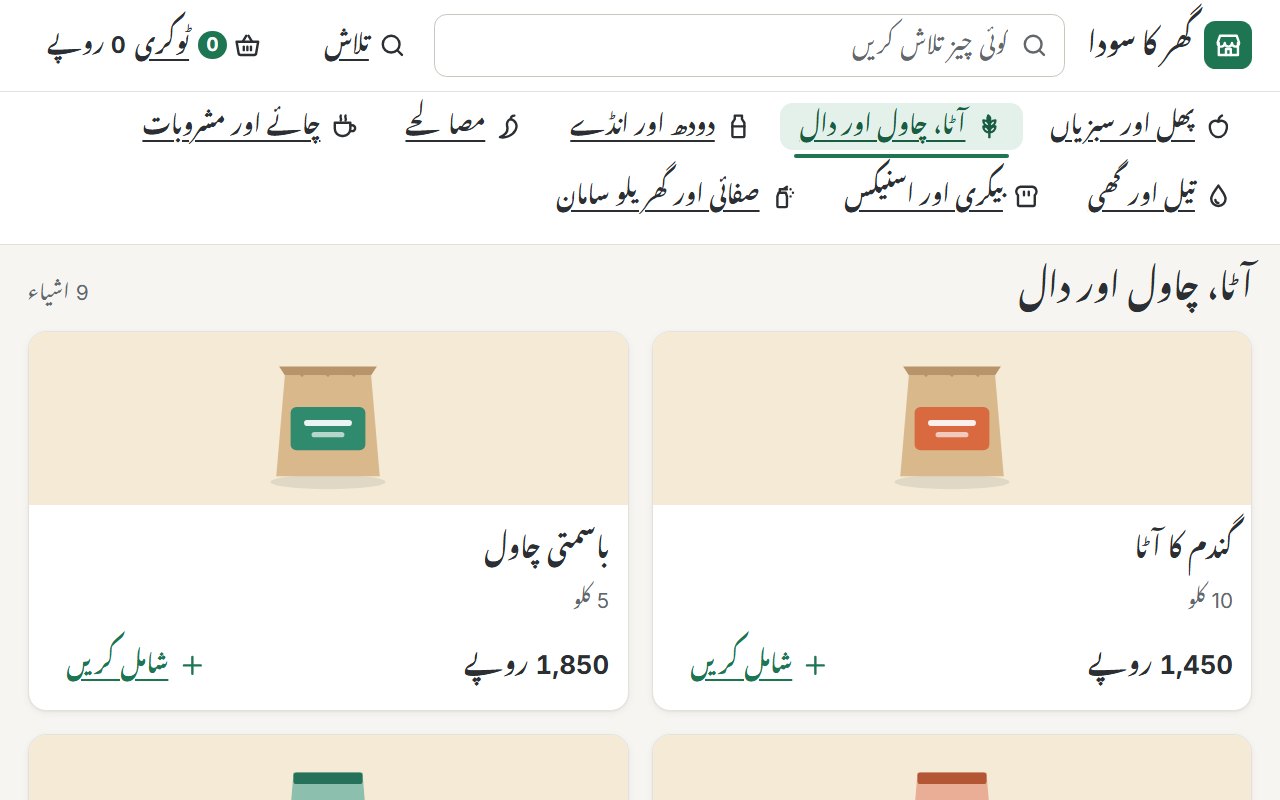 گھر کا سودا
کوئی چیز تلاش کریں
تلاش
0 ٹوکری 0 روپے
پھل اور سبزیاں
آٹا، چاول اور دال
دودھ اور انڈے
مصالحے
چائے اور مشروبات
تیل اور گھی
بیکری اور اسنیکس
صفائی اور گھریلو سامان
آٹا، چاول اور دال
9 اشیاء
گندم کا آٹا
10 کلو
1,450 روپے
شامل کریں
باسمتی چاول
5 کلو
1,850 روپے
شامل کریں